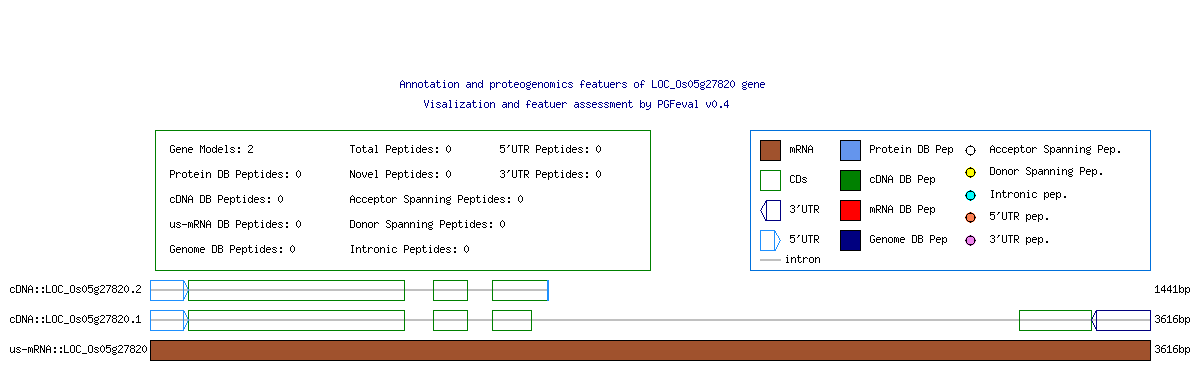 Annotation and proteogenomics featuers of LOC_Os05g27820 gene
Visalization and featuer assessment by PGFeval v0.4
Gene Models: 2 Total Peptides: 0 5'UTR Peptides: 0
Protein DB Peptides: 0 Novel Peptides: 0 3'UTR Peptides: 0
cDNA DB Peptides: 0 Acceptor Spanning Peptides: 0
us-mRNA DB Peptides: 0 Donor Spanning Peptides: 0
Genome DB Peptides: 0 Intronic Peptides: 0
mRNA Protein DB Pep Acceptor Spanning Pep.
CDs cDNA DB Pep Donor Spanning Pep.
3'UTR mRNA DB Pep Intronic pep.
5'UTR pep.
5'UTR Genome DB Pep 3'UTR pep.
intron
cDNA::LOC_Os05g27820.2 1441bp
cDNA::LOC_Os05g27820.1 3616bp
us-mRNA::LOC_Os05g27820 3616bp